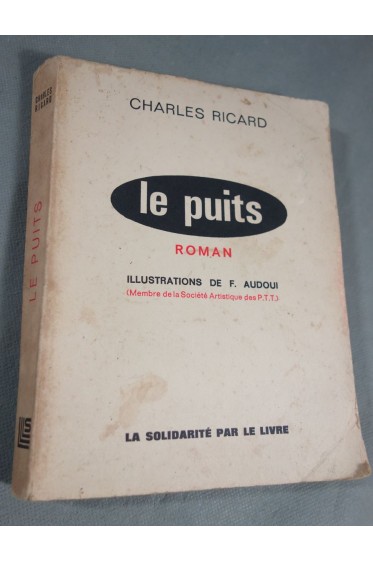 CHARLES RICARD
le puits
ROMAN
ILLUSTRATIONS DE F. AUDOUI
(Membre de la Société Artistique des P.T.T.)
LA SOLIDARITÉ PAR LE LIVRE
CHARLES
RICARD
LE PUITS